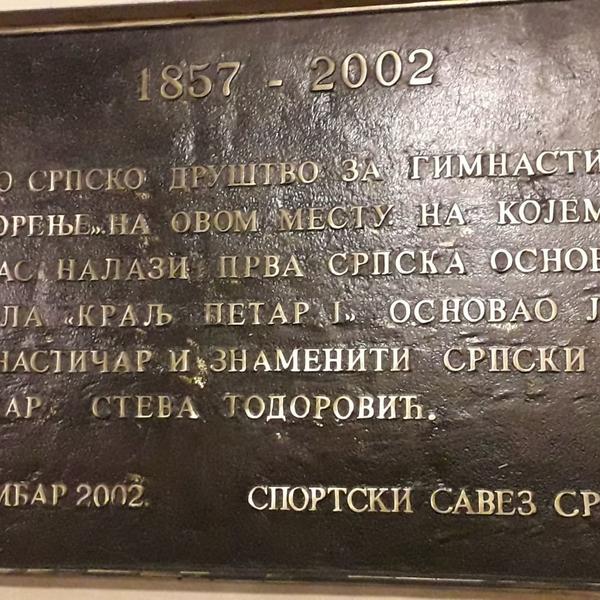 1857 - 2002
О СРПСКО ДРУШТВО ЗА ГИМНАСТИ
ОРЕЊЕ». НА ОВОМ МЕСТУ НА КОЈЕМ
АС НАЛАЗИ ПРВА СРПСКА ОСНОВ
ЛА «КРАЉ ПЕТАР I» ОСНОВАО Ј
НАСТИЧАР И ЗНАМЕНИТИ СРПСКИ
АР СТЕВА ТОДОРОВИЋ.
МБАР 2002. СПОРТСКИ САВЕЗ СР